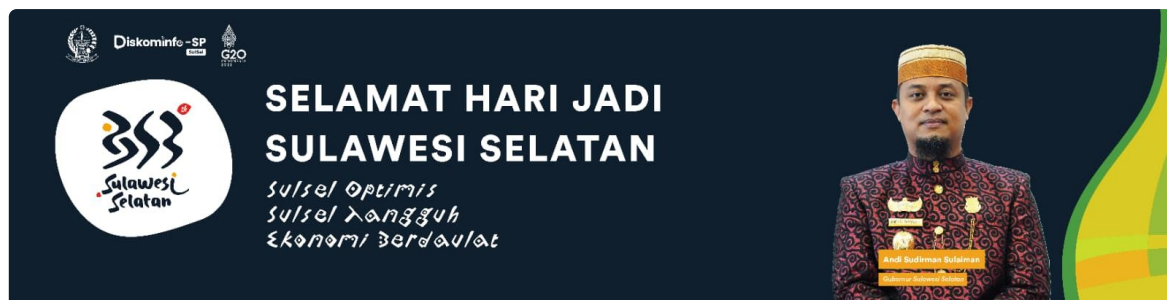 Diskominfo-SP
SulSel
G20
353
Sulawesi
Selatan
SELAMAT HARI JADI
SULAWESI SELATAN
Sulsel Optimis
Sulsel Tangguh
Ekonomi Berdaulat
Andi Sudirman Sulaiman
Gubernur Sulawesi Selatan